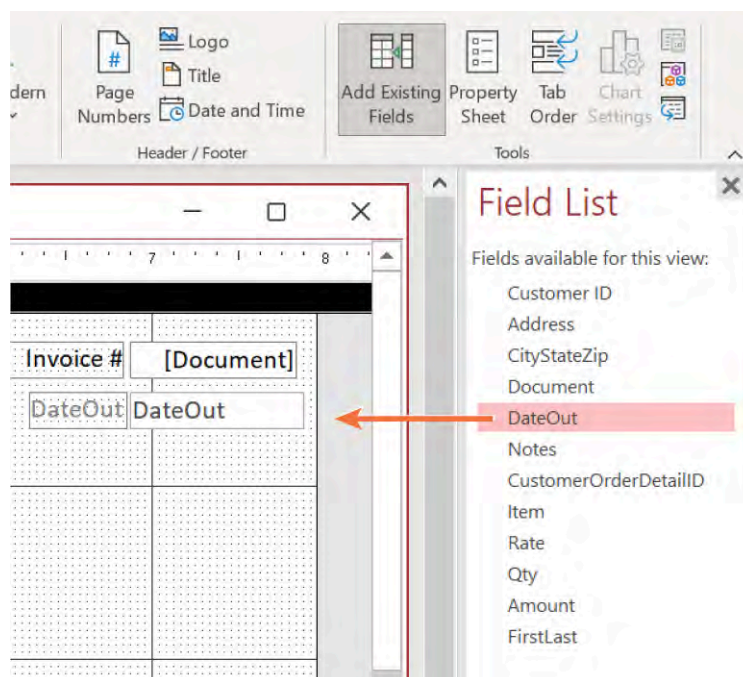 Logo
Title
Date and Time
dern
Page
Numbers
#
Header / Footer
Add Existing
Fields
Property
Sheet
Tab
Order
Chart
Settings
Tools
Field List
Fields available for this view:
Customer ID
Address
CityStateZip
Document
DateOut
Notes
CustomerOrderDetailID
Item
Rate
Qty
Amount
FirstLast
7
8
Invoice # [Document]
DateOut DateOut